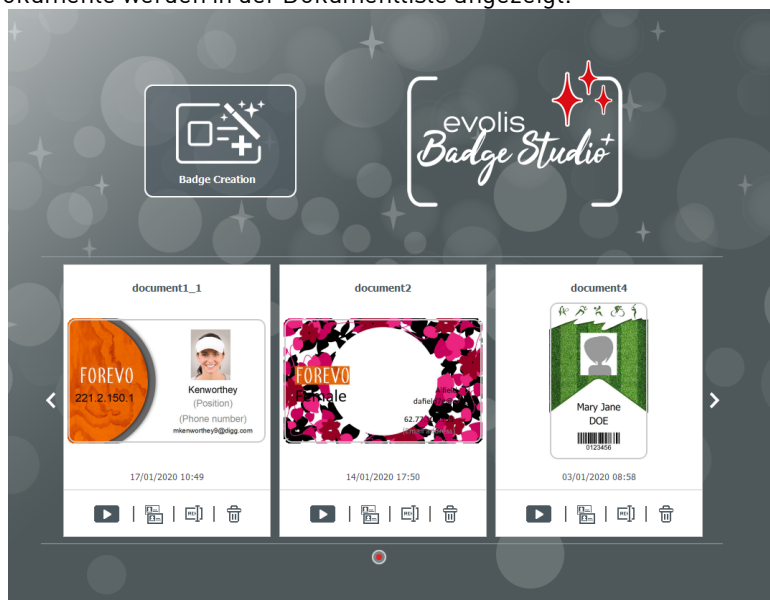 okumente werden in der Dokumentliste angezeigt.
Badge Creation
evolis
Badge Studio+
document1_1
FOREVO
221.2.150.1
Kenworthey
(Position)
(Phone number)
mkenworthey9@digg.com
17/01/2020 10:49
document2
FOREVO
Female
14/01/2020 17:50
document4
Mary Jane
DOE
0123456
03/01/2020 08:58